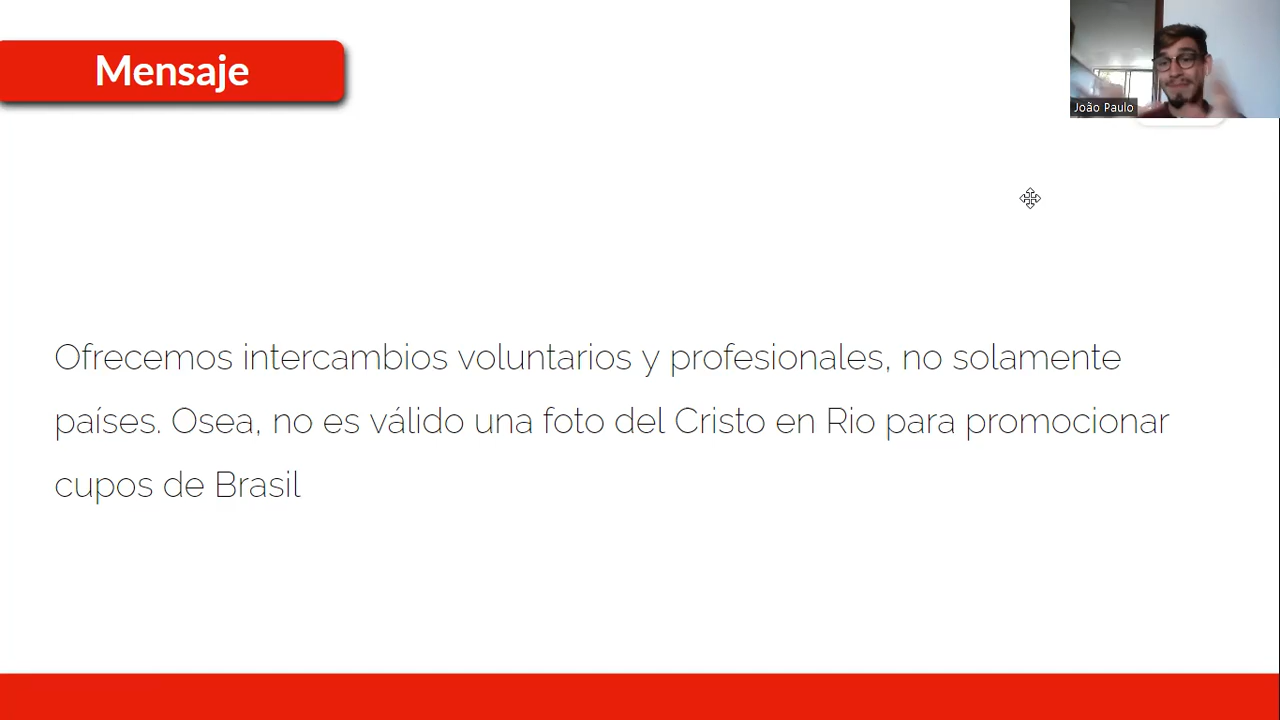 Mensaje
João Paulo
Ofrecemos intercambios voluntarios y profesionales, no solamente
países. Osea, no es válido una foto del Cristo en Rio para promocionar
cupos de Brasil